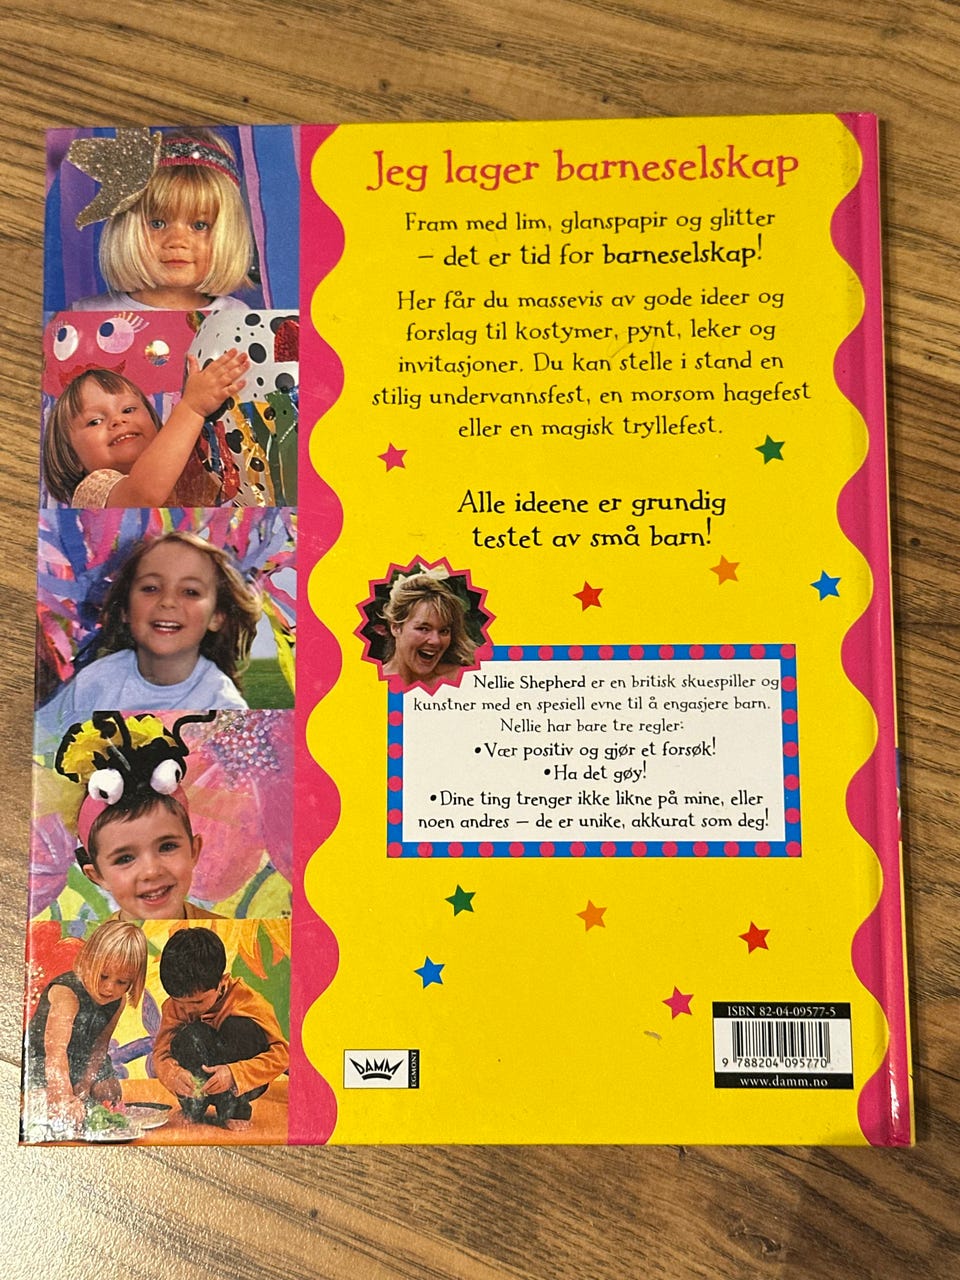 Jeg lager barneselskap
Fram med lim, glanspapir og glitter
– det er tid for barneselskap!
Her får du massevis av gode ideer og
forslag til kostymer, pynt, leker og
invitasjoner. Du kan stelle i stand en
stilig undervannsfest, en morsom hagefest
eller en magisk tryllefest.
Alle ideene er grundig
testet av små barn!
Nellie Shepherd er en britisk skuespiller og
kunstner med en spesiell evne til å engasjere barn.
Nellie har bare tre regler:
• Vær positiv og gjør et forsøk!
• Ha det gøy!
• Dine ting trenger ikke likne på mine, eller
noen andres – de er unike, akkurat som deg!
DAMM
EGMONT
ISBN 82-04-09577-5
9 788204 095770
www.damm.no